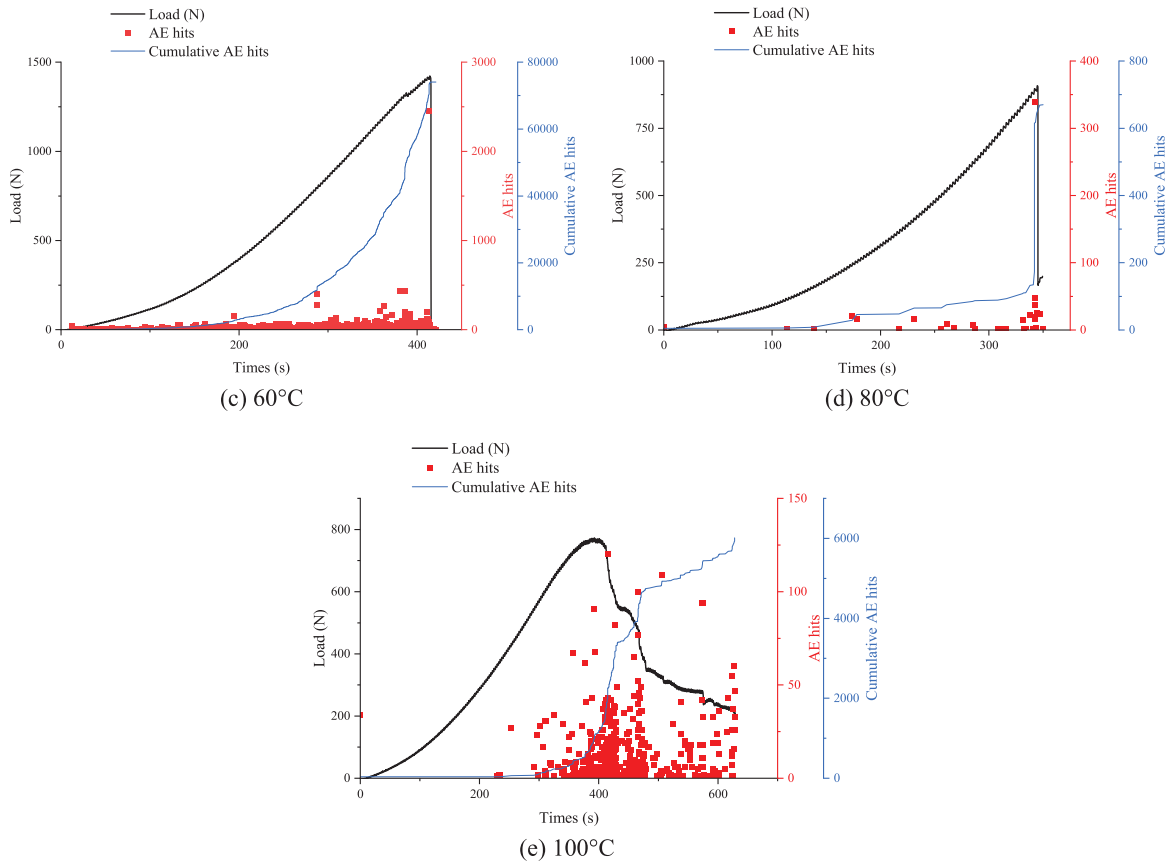 Load (N)
AE hits
Cumulative AE hits
1500
1000
500
0
0
200
400
3000
2000
1000
0
80000
60000
40000
20000
0
Load (N)
AE hits
Cumulative AE hits
Times (s)
(c) 60°C
Load (N)
AE hits
Cumulative AE hits
1000
750
500
250
0
0
100
200
300
400
300
200
100
0
800
600
400
200
0
Load (N)
AE hits
Cumulative AE hits
Times (s)
(d) 80°C
Load (N)
AE hits
Cumulative AE hits
800
600
400
200
0
0
200
400
600
150
100
50
0
6000
4000
2000
0
Load (N)
AE hits
Cumulative AE hits
Times (s)
(e) 100°C